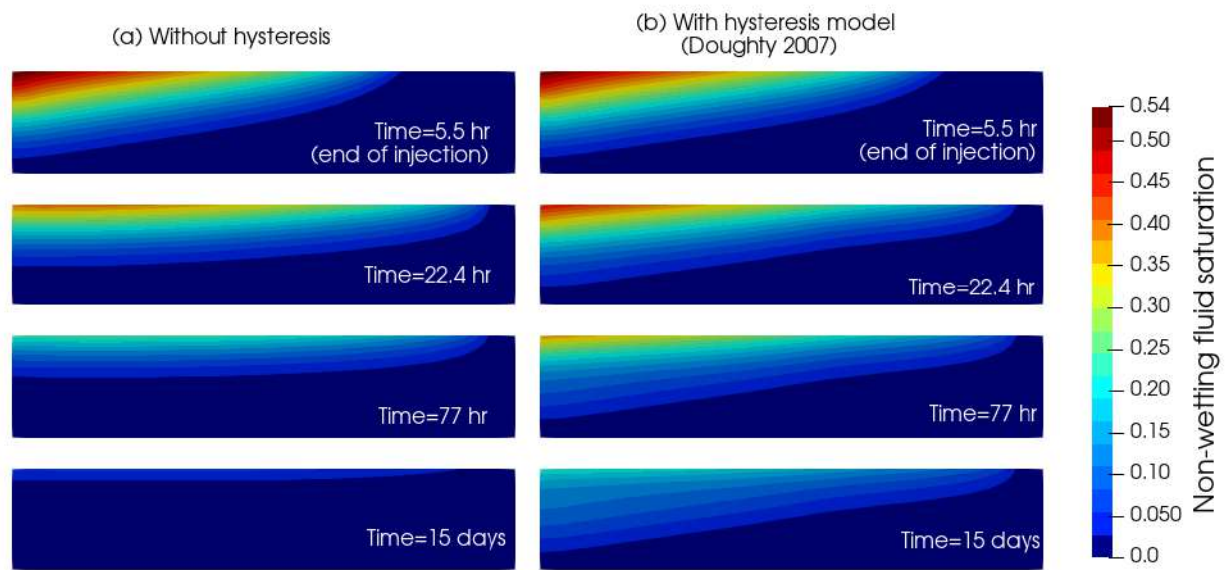 (a) Without hysteresis
(b) With hysteresis model
(Doughty 2007)
Time=5.5 hr
(end of injection)
Time=5.5 hr
(end of injection)
Time=22.4 hr
Time=22.4 hr
Time=77 hr
Time=77 hr
Time=15 days
Time=15 days
0.54
0.50
0.45
0.40
0.35
0.30
0.25
0.20
0.15
0.10
0.050
0.0
Non-wetting fluid saturation